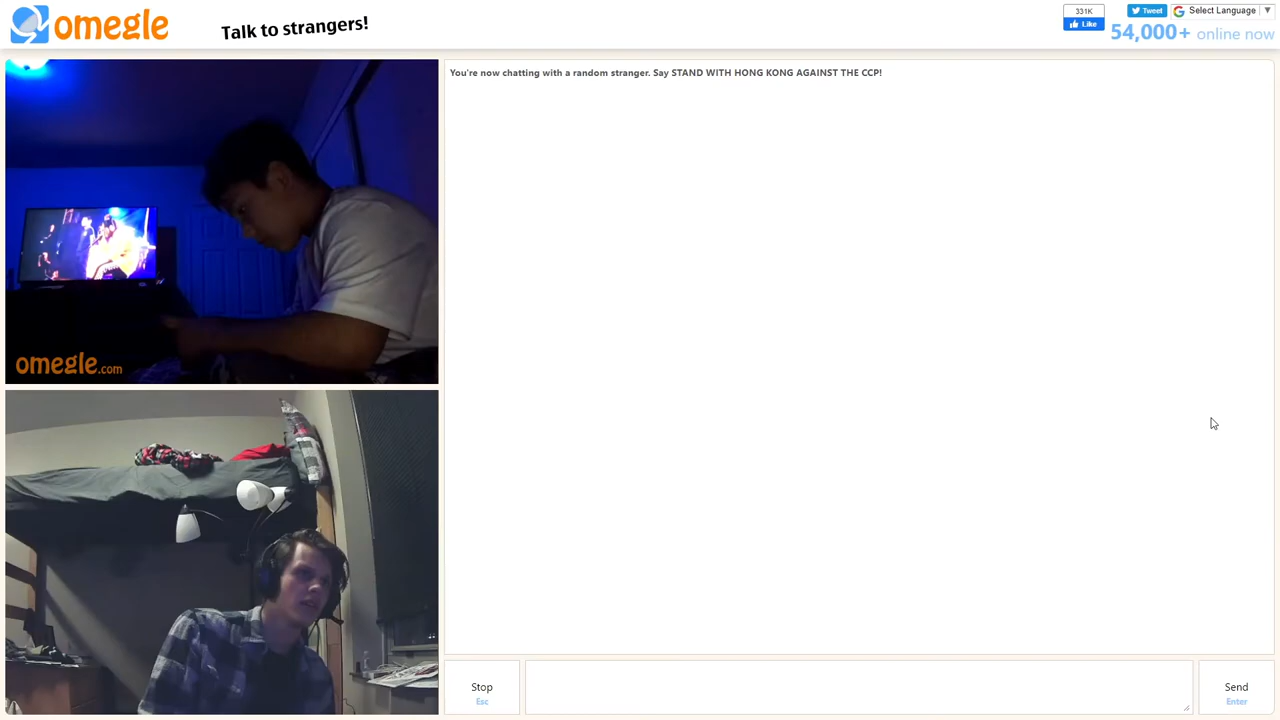 omegle
Talk to strangers!
331K
Like
Tweet
Select Language ▼
54,000+ online now
You're now chatting with a random stranger. Say STAND WITH HONG KONG AGAINST THE CCP!
omegle.com
Stop
Esc
Send
Enter